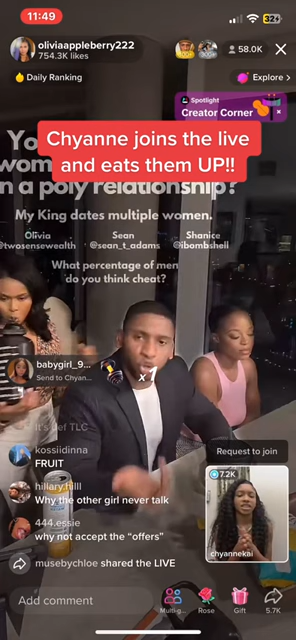 11:49
32
oliviaappleberry222
754.3K likes
58.0K
Daily Ranking
Explore >
Spotlight
Creator Corner
Chyanne joins the live
and eats them UP!!
n a poly relationship?
My King dates multiple women.
Olivia
Sean
Shanice
@twosensewealth
@sean_t_adams
@ibombshell
What percentage of men
do you think cheat?
babygirl_9...
Send to Chyan...
x 1
It's def TLC
kossiidinna
FRUIT
hillary.hilll
Why the other girl never talk
444.essie
why not accept the "offers"
musebychloe shared the LIVE
Request to join
7.2K
chyannekai
Add comment
Multi-g...
Rose
Gift
5.7K